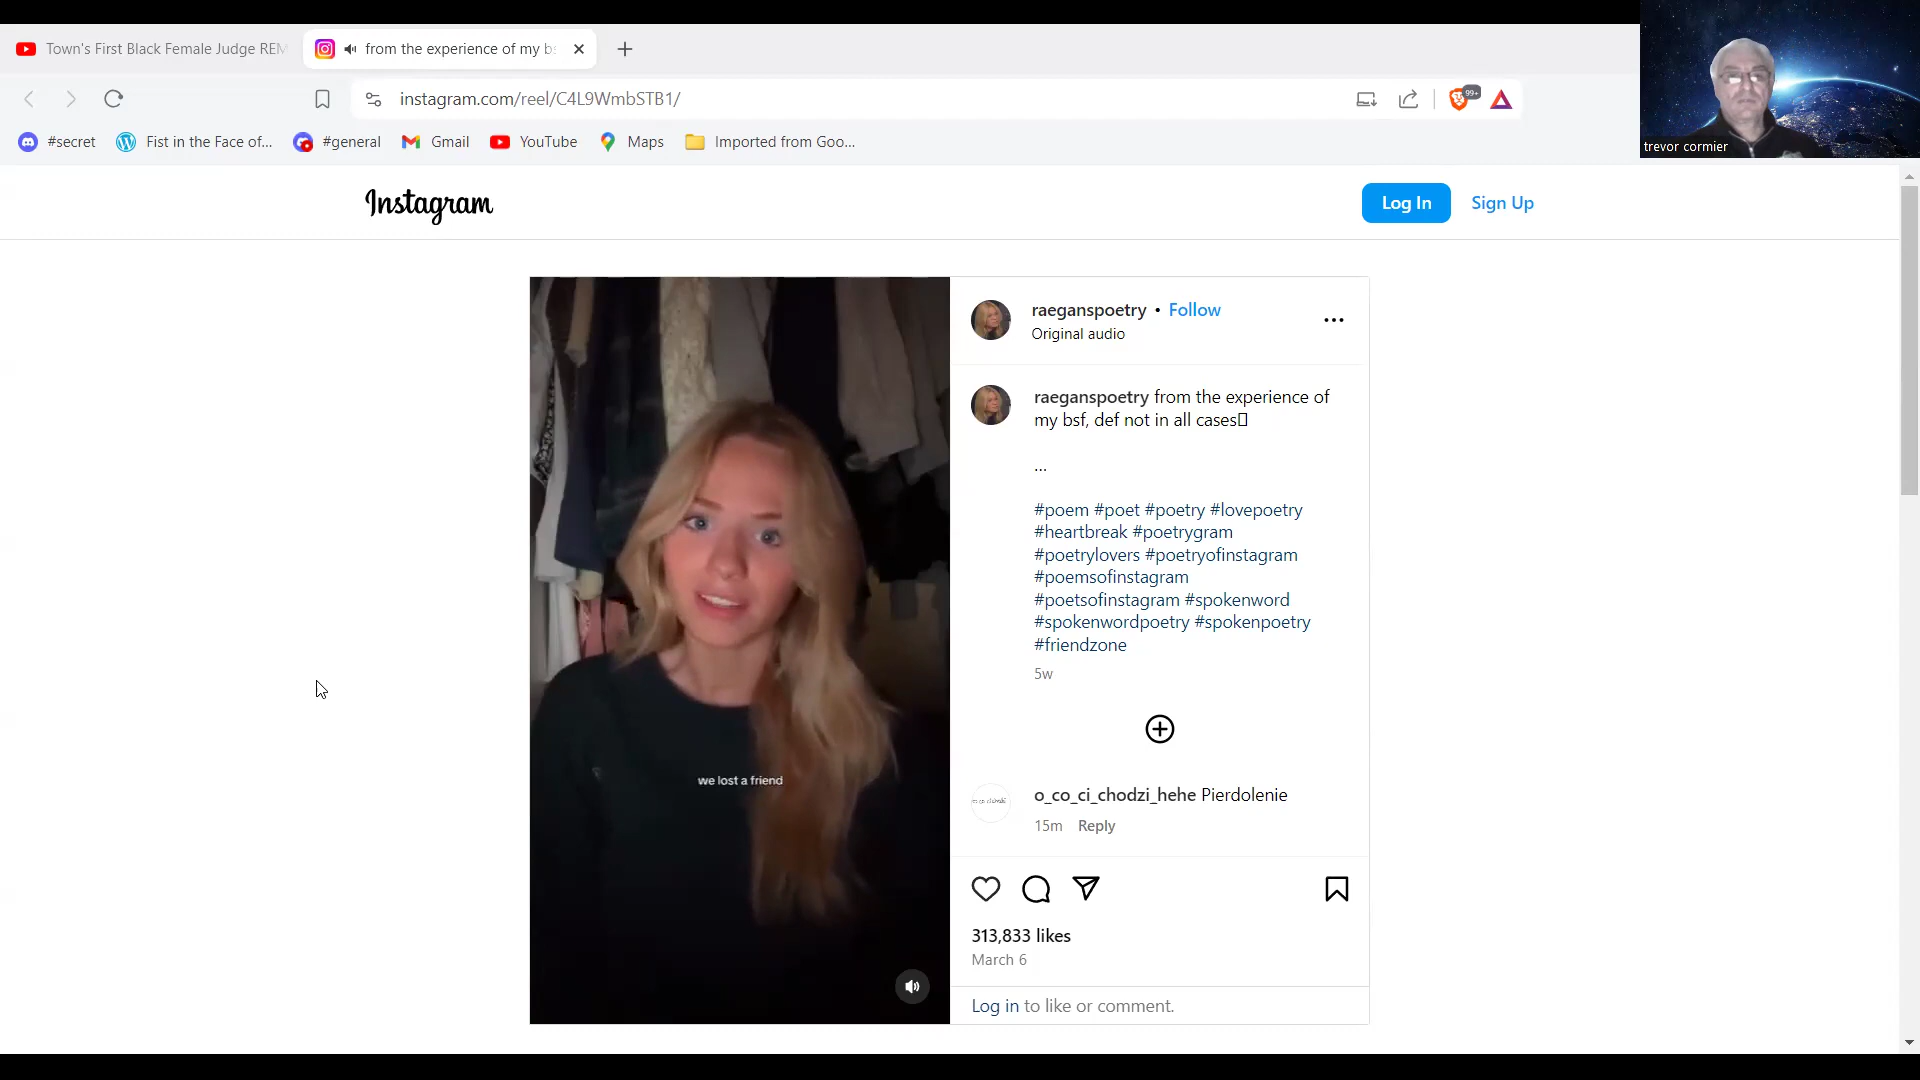 Town's First Black Female Judge REM
from the experience of my bs
instagram.com/reel/C4L9WmbSTB1/
99+
#secret
Fist in the Face of...
#general
Gmail
YouTube
Maps
Imported from Goo...
trevor cormier
Instagram
Log In
Sign Up
we lost a friend
raeganspoetry • Follow
Original audio
raeganspoetry from the experience of
my bsf, def not in all cases
...
#poem #poet #poetry #lovepoetry
#heartbreak #poetrygram
#poetrylovers #poetryofinstagram
#poemsofinstagram
#poetsofinstagram #spokenword
#spokenwordpoetry #spokenpoetry
#friendzone
5w
o_co_ci_chodzi_hehe Pierdolenie
15m Reply
313,833 likes
March 6
Log in to like or comment.